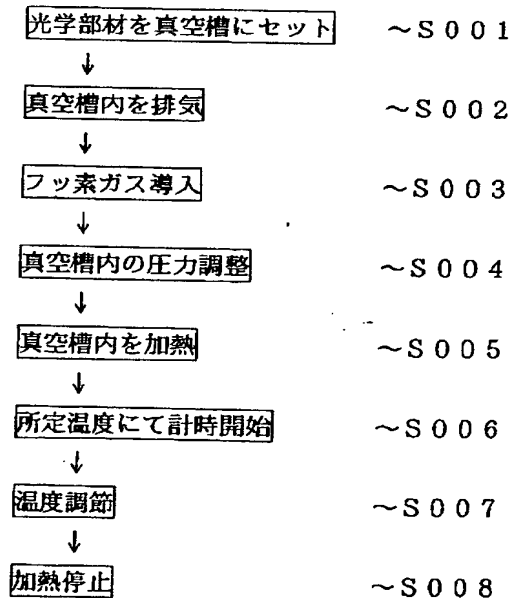 光学部材を真空槽にセット ～S001
↓
真空槽内を排気 ～S002
↓
フッ素ガス導入 ～S003
↓
真空槽内の圧力調整 ～S004
↓
真空槽内を加熱 ～S005
↓
所定温度にて計時開始 ～S006
↓
温度調節 ～S007
↓
加熱停止 ～S008